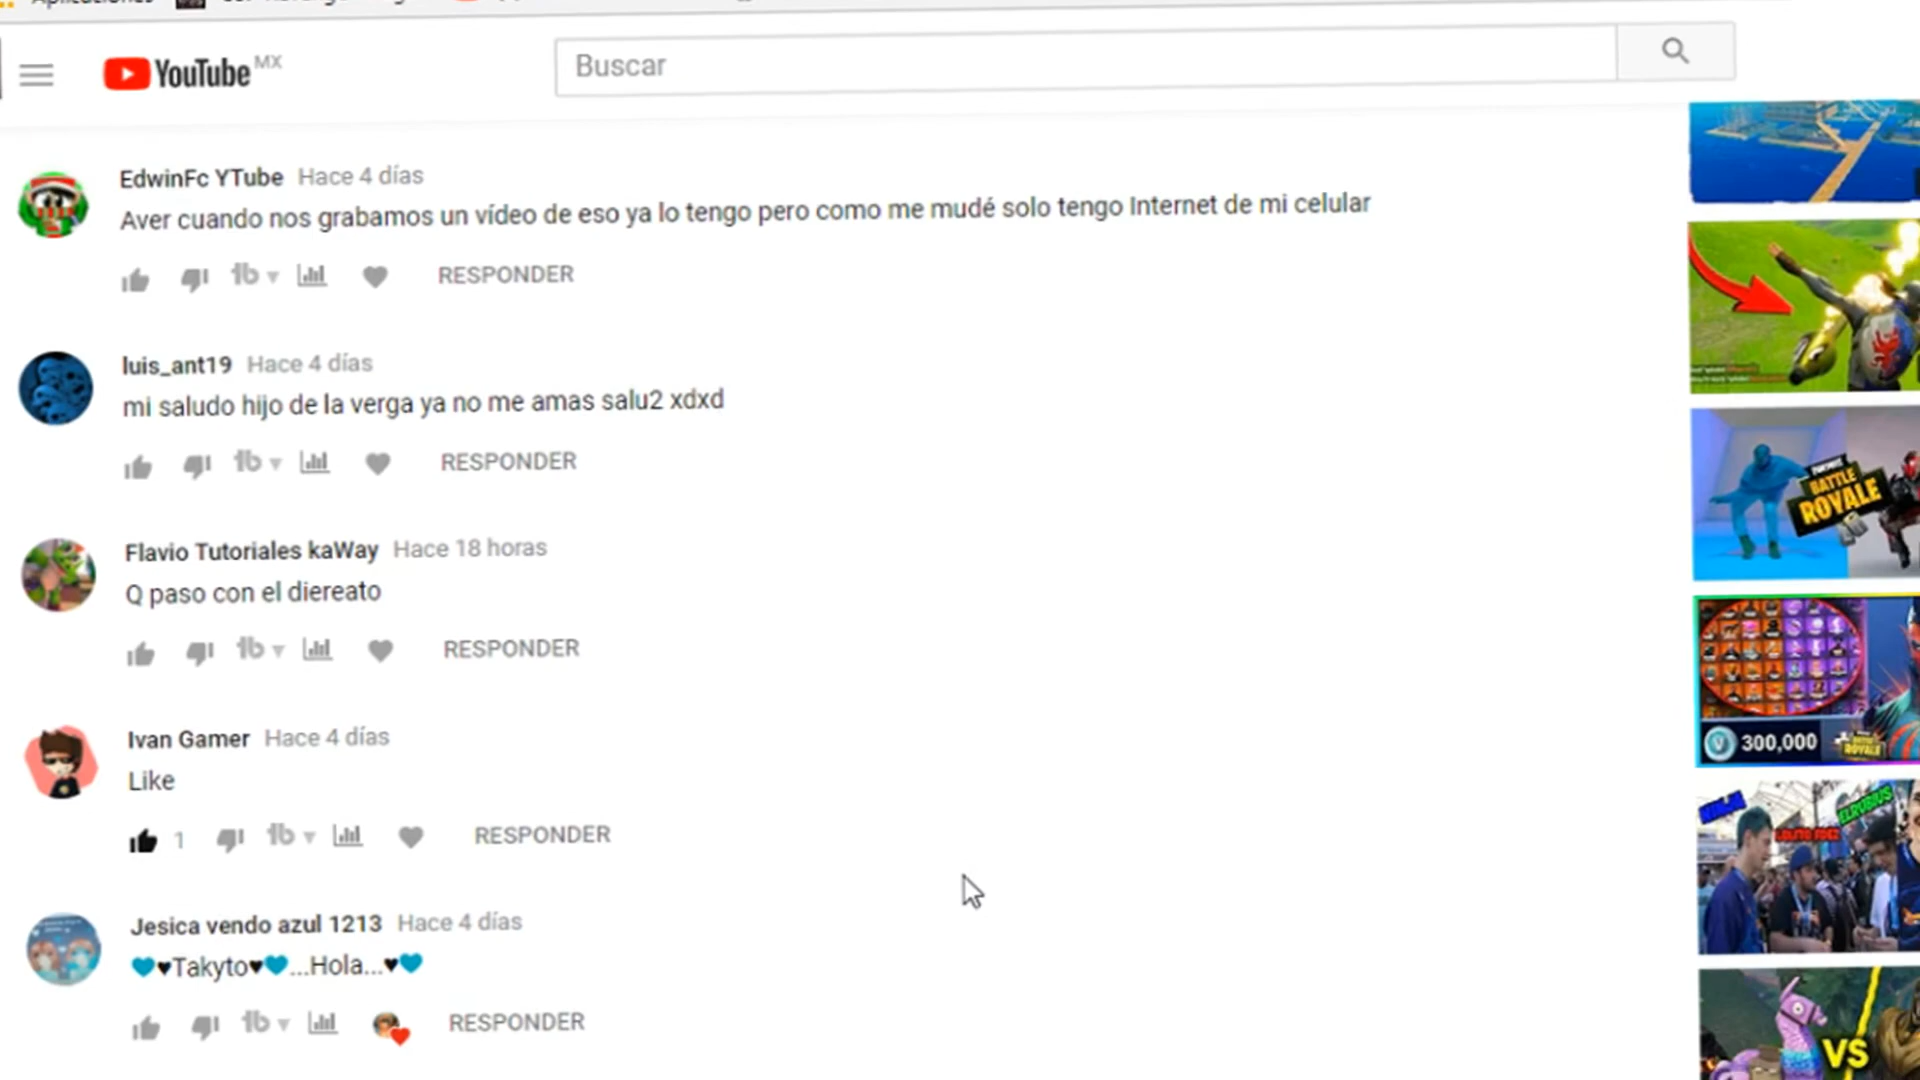 YouTube MX
Buscar
EdwinFc YTube Hace 4 días
Aver cuando nos grabamos un vídeo de eso ya lo tengo pero como me mudé solo tengo Internet de mi celular
RESPONDER
luis_ant19 Hace 4 días
mi saludo hijo de la verga ya no me amas salu2 xdxd
RESPONDER
Flavio Tutoriales kaWay Hace 18 horas
Q paso con el diereato
RESPONDER
Ivan Gamer Hace 4 días
Like
1 RESPONDER
Jesica vendo azul 1213 Hace 4 días
💙♥Takyto♥💙...Hola...♥💙
RESPONDER
BATTLE
ROYALE
300,000
NINJA
LOLITO FDEZ
ELRUBIUS
VS